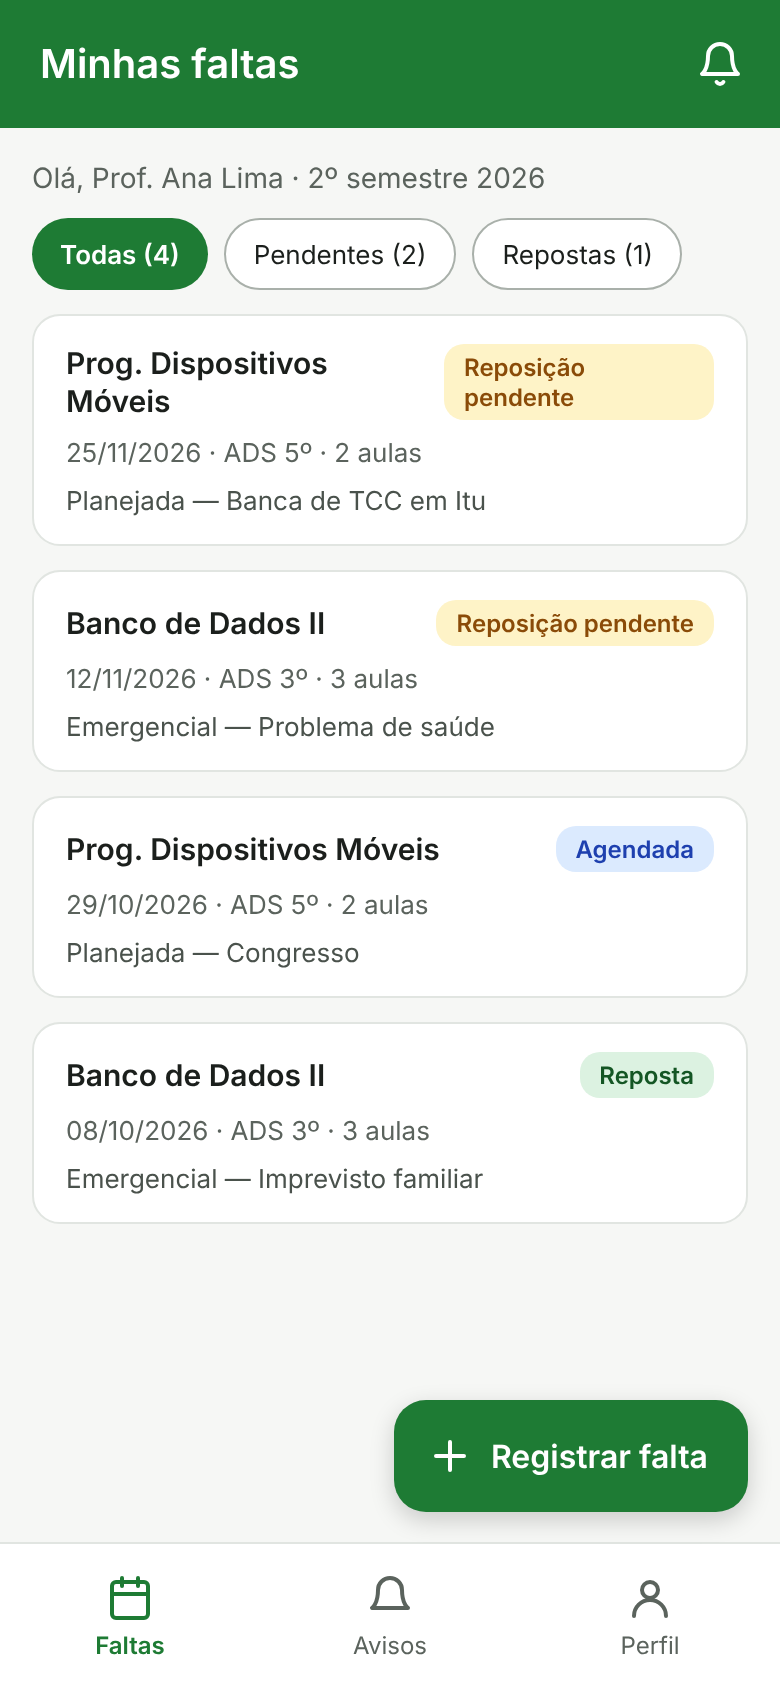 Minhas faltas
Olá, Prof. Ana Lima · 2º semestre 2026
Todas (4)
Pendentes (2)
Repostas (1)
Prog. Dispositivos
Móveis
Reposição
pendente
25/11/2026 · ADS 5º · 2 aulas
Planejada — Banca de TCC em Itu
Banco de Dados II
Reposição pendente
12/11/2026 · ADS 3º · 3 aulas
Emergencial — Problema de saúde
Prog. Dispositivos Móveis
Agendada
29/10/2026 · ADS 5º · 2 aulas
Planejada — Congresso
Banco de Dados II
Reposta
08/10/2026 · ADS 3º · 3 aulas
Emergencial — Imprevisto familiar
Registrar falta
Faltas
Avisos
Perfil